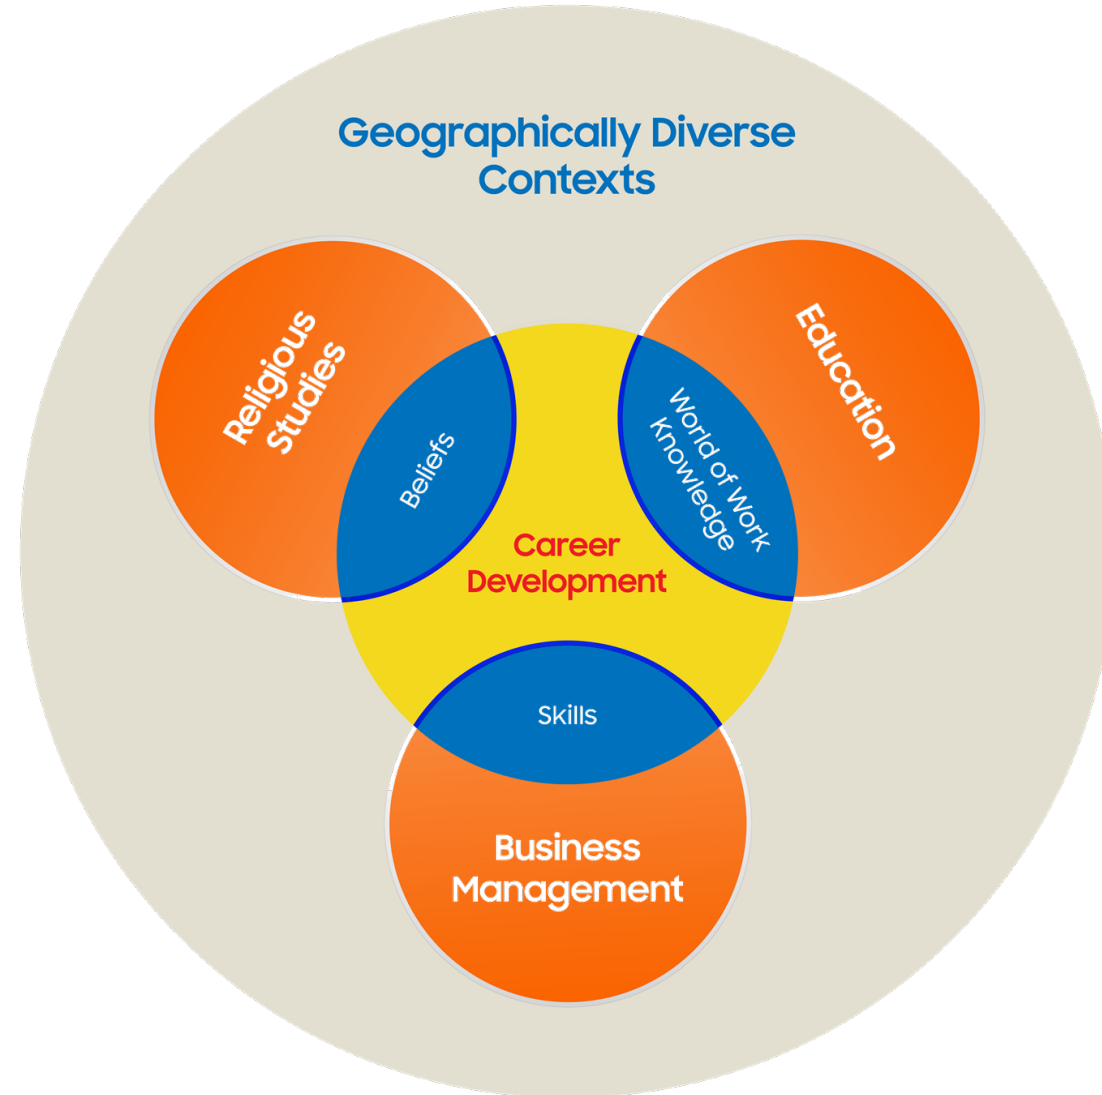 Geographically Diverse
Contexts
Religious
Studies
Education
Beliefs
World of Work
Knowledge
Career
Development
Skills
Business
Management